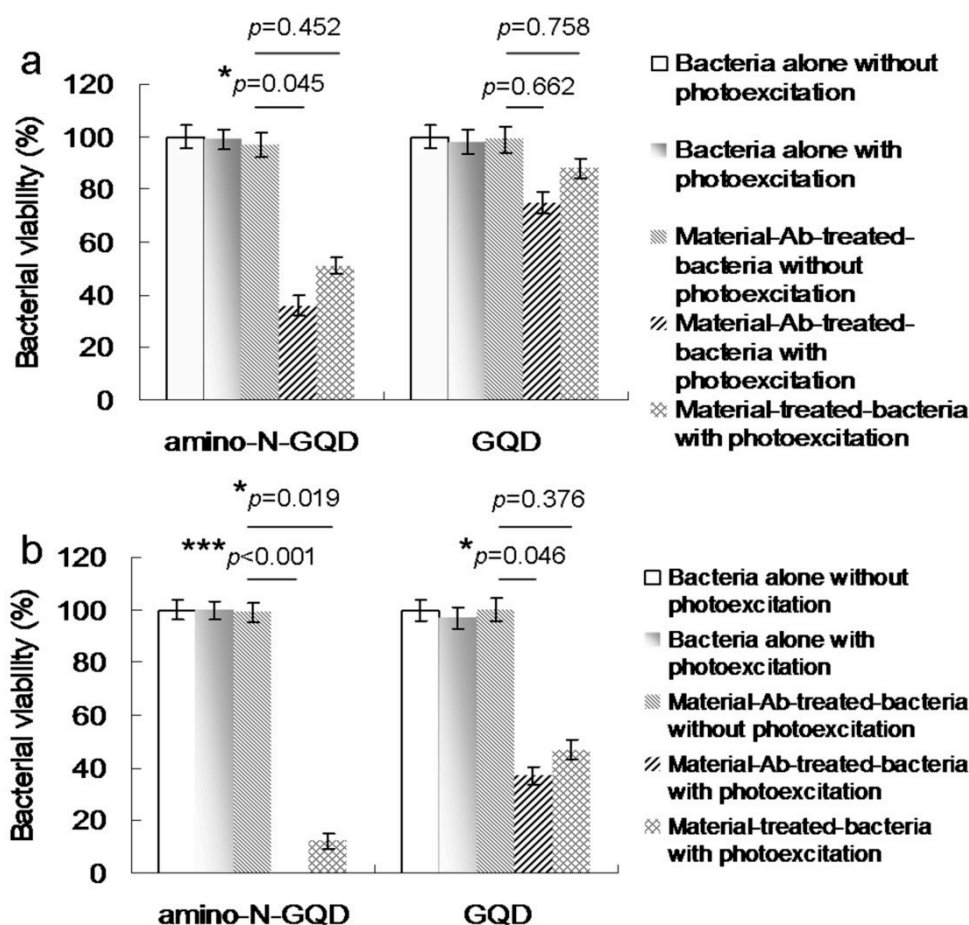 a
p=0.452
p=0.758
* p=0.045
p=0.662
Bacterial viability (%)
120
100
80
60
40
20
0
amino-N-GQD
GQD
Bacteria alone without
photoexcitation
Bacteria alone with
photoexcitation
Material-Ab-treated-
bacteria without
photoexcitation
Material-Ab-treated-
bacteria with
photoexcitation
Material-treated-bacteria
with photoexcitation
b
* p=0.019
p=0.376
*** p<0.001
* p=0.046
Bacterial viability (%)
120
100
80
60
40
20
0
amino-N-GQD
GQD
Bacteria alone without
photoexcitation
Bacteria alone with
photoexcitation
Material-Ab-treated-bacteria
without photoexcitation
Material-Ab-treated-bacteria
with photoexcitation
Material-treated-bacteria
with photoexcitation